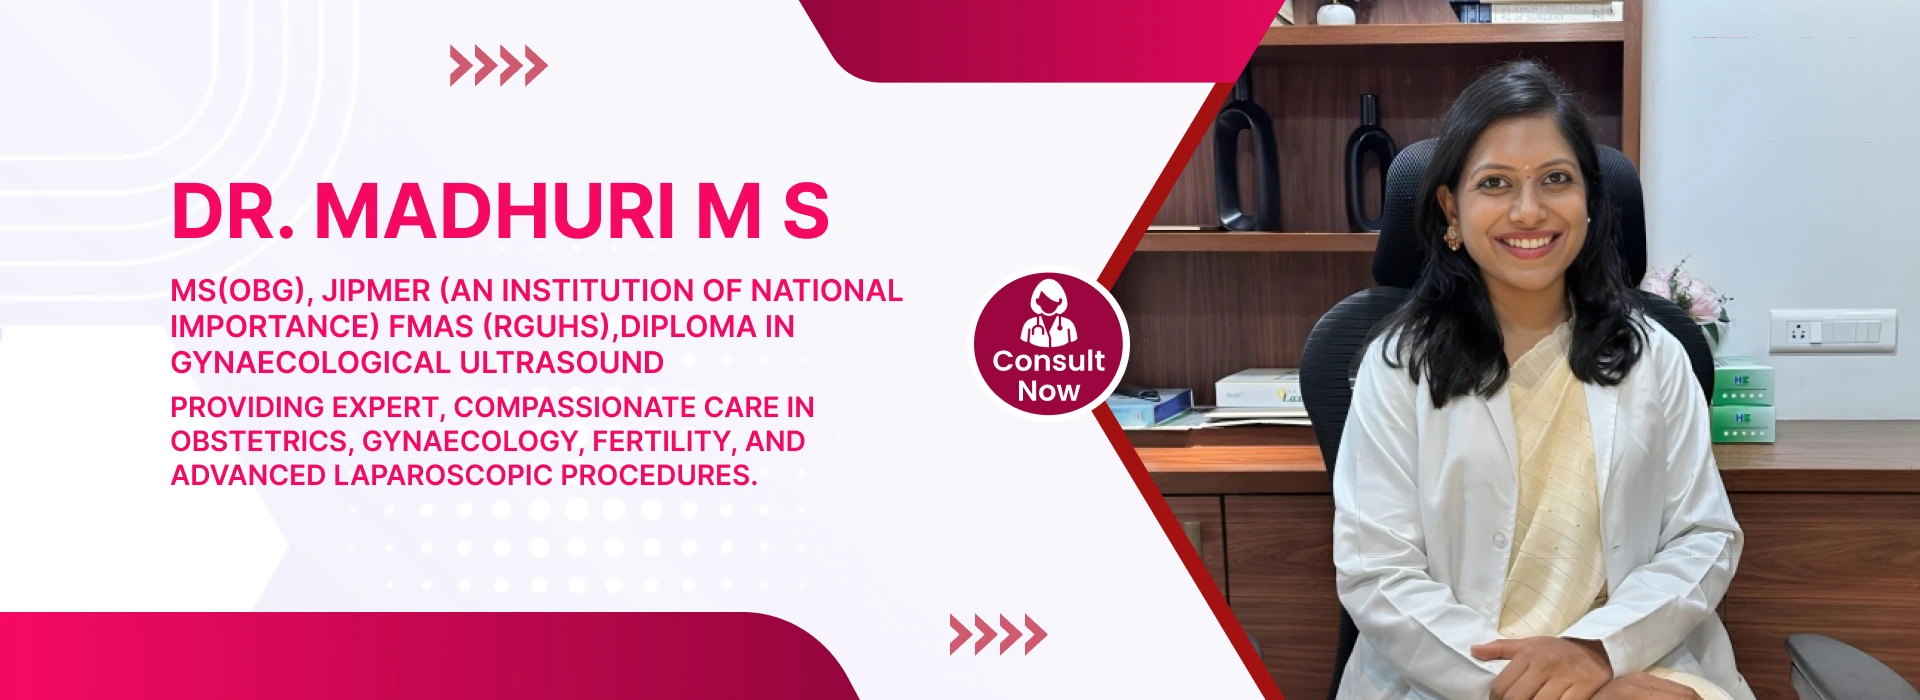 DR. MADHURI M S
MS(OBG), JIPMER (AN INSTITUTION OF NATIONAL
IMPORTANCE) FMAS (RGUHS),DIPLOMA IN
GYNAECOLOGICAL ULTRASOUND
PROVIDING EXPERT, COMPASSIONATE CARE IN
OBSTETRICS, GYNAECOLOGY, FERTILITY, AND
ADVANCED LAPAROSCOPIC PROCEDURES.
Consult
Now